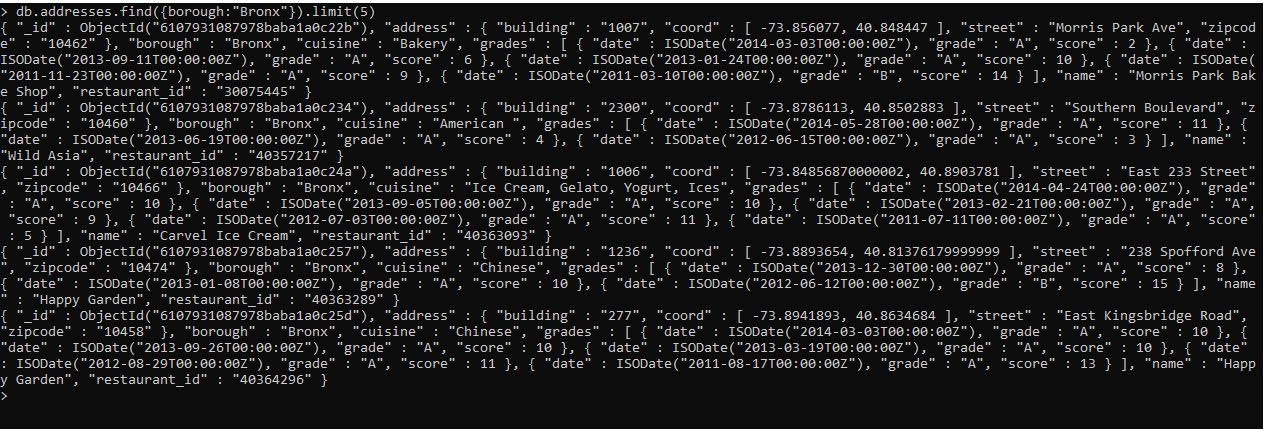 > db.addresses.find({borough:"Bronx"}).limit(5)
{ "_id" : ObjectId("6107931087978baba1a0c22b"), "address" : { "building" : "1007", "coord" : [ -73.856077, 40.848447 ], "street" : "Morris Park Ave", "zipcod
e" : "10462" }, "borough" : "Bronx", "cuisine" : "Bakery", "grades" : [ { "date" : ISODate("2014-03-03T00:00:00Z"), "grade" : "A", "score" : 2 }, { "date" :
ISODate("2013-09-11T00:00:00Z"), "grade" : "A", "score" : 6 }, { "date" : ISODate("2013-01-24T00:00:00Z"), "grade" : "A", "score" : 10 }, { "date" : ISODate(
"2011-11-23T00:00:00Z"), "grade" : "A", "score" : 9 }, { "date" : ISODate("2011-03-10T00:00:00Z"), "grade" : "B", "score" : 14 } ], "name" : "Morris Park Bak
e Shop", "restaurant_id" : "30075445" }
{ "_id" : ObjectId("6107931087978baba1a0c234"), "address" : { "building" : "2300", "coord" : [ -73.8786113, 40.8502883 ], "street" : "Southern Boulevard", "z
ipcode" : "10460" }, "borough" : "Bronx", "cuisine" : "American ", "grades" : [ { "date" : ISODate("2014-05-28T00:00:00Z"), "grade" : "A", "score" : 11 }, {
"date" : ISODate("2013-06-19T00:00:00Z"), "grade" : "A", "score" : 4 }, { "date" : ISODate("2012-06-15T00:00:00Z"), "grade" : "A", "score" : 3 } ], "name" :
"Wild Asia", "restaurant_id" : "40357217" }
{ "_id" : ObjectId("6107931087978baba1a0c24a"), "address" : { "building" : "1006", "coord" : [ -73.84856870000002, 40.8903781 ], "street" : "East 233 Street"
, "zipcode" : "10466" }, "borough" : "Bronx", "cuisine" : "Ice Cream, Gelato, Yogurt, Ices", "grades" : [ { "date" : ISODate("2014-04-24T00:00:00Z"), "grade"
 : "A", "score" : 10 }, { "date" : ISODate("2013-09-05T00:00:00Z"), "grade" : "A", "score" : 10 }, { "date" : ISODate("2013-02-21T00:00:00Z"), "grade" : "A",
 "score" : 9 }, { "date" : ISODate("2012-07-03T00:00:00Z"), "grade" : "A", "score" : 11 }, { "date" : ISODate("2011-07-11T00:00:00Z"), "grade" : "A", "score"
 : 5 } ], "name" : "Carvel Ice Cream", "restaurant_id" : "40363093" }
{ "_id" : ObjectId("6107931087978baba1a0c257"), "address" : { "building" : "1236", "coord" : [ -73.8893654, 40.81376179999999 ], "street" : "238 Spofford Ave
", "zipcode" : "10474" }, "borough" : "Bronx", "cuisine" : "Chinese", "grades" : [ { "date" : ISODate("2013-12-30T00:00:00Z"), "grade" : "A", "score" : 8 },
{ "date" : ISODate("2013-01-08T00:00:00Z"), "grade" : "A", "score" : 10 }, { "date" : ISODate("2012-06-12T00:00:00Z"), "grade" : "B", "score" : 15 } ], "name
" : "Happy Garden", "restaurant_id" : "40363289" }
{ "_id" : ObjectId("6107931087978baba1a0c25d"), "address" : { "building" : "277", "coord" : [ -73.8941893, 40.8634684 ], "street" : "East Kingsbridge Road",
"zipcode" : "10458" }, "borough" : "Bronx", "cuisine" : "Chinese", "grades" : [ { "date" : ISODate("2014-03-03T00:00:00Z"), "grade" : "A", "score" : 10 }, {
"date" : ISODate("2013-09-26T00:00:00Z"), "grade" : "A", "score" : 10 }, { "date" : ISODate("2013-03-19T00:00:00Z"), "grade" : "A", "score" : 10 }, { "date"
: ISODate("2012-08-29T00:00:00Z"), "grade" : "A", "score" : 11 }, { "date" : ISODate("2011-08-17T00:00:00Z"), "grade" : "A", "score" : 13 } ], "name" : "Happ
y Garden", "restaurant_id" : "40364296" }
>